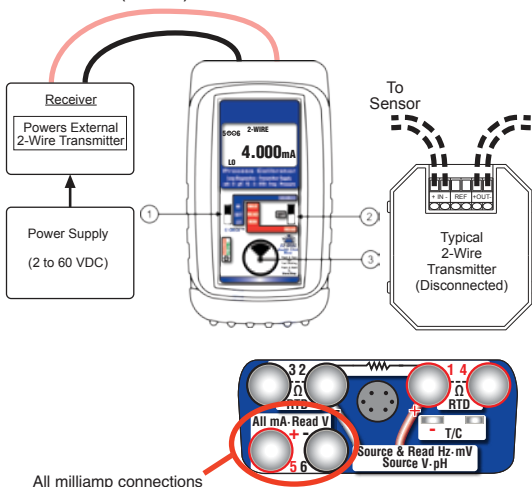 Receiver
Powers External
2-Wire Transmitter
Power Supply
(2 to 60 VDC)
2-WIRE
4.000mA
LO
Process Calibrator
1
2
3
To
Sensor
+ IN -
REF
+OUT-
Typical
2-Wire
Transmitter
(Disconnected)
3 2
Ω
RTD
1 4
Ω
RTD
All mA-Read V
+ -
5 6
+
- T/C
Source & Read Hz·mV
Source V·pH
All milliamp connections